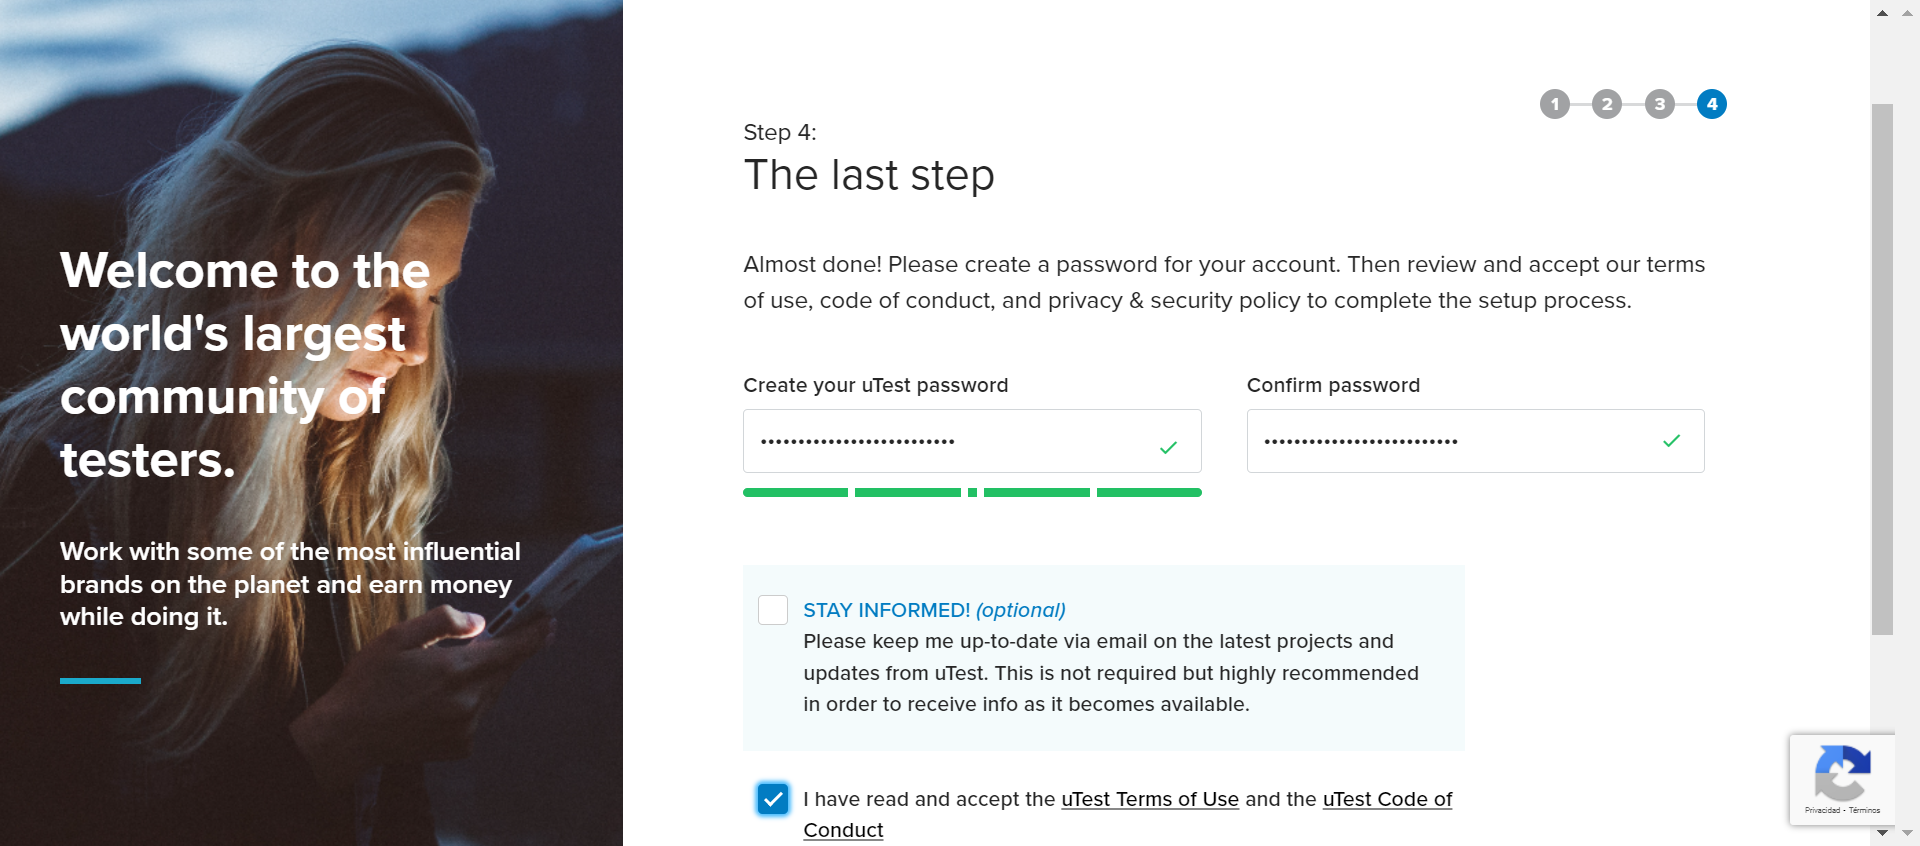 Welcome to the
world's largest
community of
testers.
Work with some of the most influential
brands on the planet and earn money
while doing it.
1 2 3 4
Step 4:
The last step
Almost done! Please create a password for your account. Then review and accept our terms
of use, code of conduct, and privacy & security policy to complete the setup process.
Create your uTest password
Confirm password
STAY INFORMED! (optional)
Please keep me up-to-date via email on the latest projects and
updates from uTest. This is not required but highly recommended
in order to receive info as it becomes available.
I have read and accept the uTest Terms of Use and the uTest Code of
Conduct
Privacidad - Términos